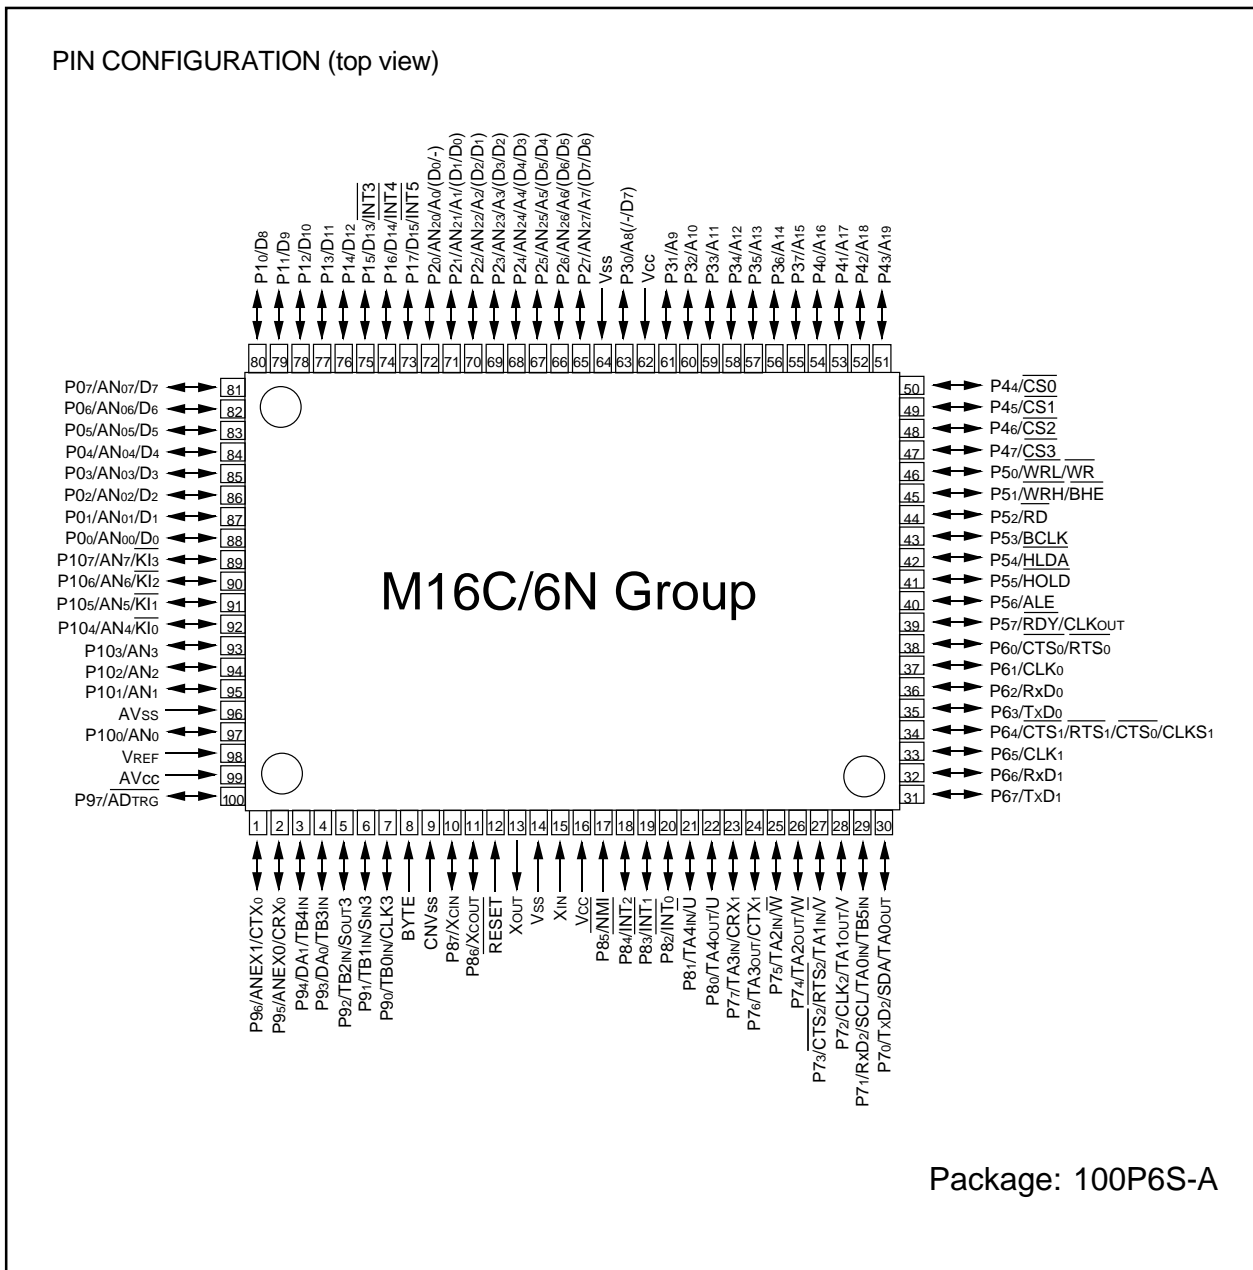 PIN CONFIGURATION (top view)
P10/D8
P11/D9
P12/D10
P13/D11
P14/D12
P15/D13/INT3
P16/D14/INT4
P17/D15/INT5
P20/AN20/A0/(D0/-)
P21/AN21/A1/(D1/D0)
P22/AN22/A2/(D2/D1)
P23/AN23/A3/(D3/D2)
P24/AN24/A4/(D4/D3)
P25/AN25/A5/(D5/D4)
P26/AN26/A6/(D6/D5)
P27/AN27/A7/(D7/D6)
Vss
P30/A8(/-/D7)
Vcc
P31/A9
P32/A10
P33/A11
P34/A12
P35/A13
P36/A14
P37/A15
P40/A16
P41/A17
P42/A18
P43/A19
80 79 78 77 76 75 74 73 72 71 70 69 68 67 66 65 64 63 62 61 60 59 58 57 56 55 54 53 52 51
P07/AN07/D7 81
P06/AN06/D6 82
P05/AN05/D5 83
P04/AN04/D4 84
P03/AN03/D3 85
P02/AN02/D2 86
P01/AN01/D1 87
P00/AN00/D0 88
P107/AN7/KI3 89
P106/AN6/KI2 90
P105/AN5/KI1 91
P104/AN4/KI0 92
P103/AN3 93
P102/AN2 94
P101/AN1 95
AVss 96
P100/AN0 97
VREF 98
AVcc 99
P97/ADTRG 100
M16C/6N Group
50 P44/CS0
49 P45/CS1
48 P46/CS2
47 P47/CS3
46 P50/WRL/WR
45 P51/WRH/BHE
44 P52/RD
43 P53/BCLK
42 P54/HLDA
41 P55/HOLD
40 P56/ALE
39 P57/RDY/CLKOUT
38 P60/CTS0/RTS0
37 P61/CLK0
36 P62/RxD0
35 P63/TxD0
34 P64/CTS1/RTS1/CTS0/CLKS1
33 P65/CLK1
32 P66/RxD1
31 P67/TxD1
1 2 3 4 5 6 7 8 9 10 11 12 13 14 15 16 17 18 19 20 21 22 23 24 25 26 27 28 29 30
P96/ANEX1/CTX0
P95/ANEX0/CRX0
P94/DA1/TB4IN
P93/DA0/TB3IN
P92/TB2IN/SOUT3
P91/TB1IN/SIN3
P90/TB0IN/CLK3
BYTE
CNVss
P87/XCIN
P86/XCOUT
RESET
XOUT
Vss
XIN
Vcc
P85/NMI
P84/INT2
P83/INT1
P82/INT0
P81/TA4IN/U
P80/TA4OUT/U
P77/TA3IN/CRX1
P76/TA3OUT/CTX1
P75/TA2IN/W
P74/TA2OUT/W
P73/CTS2/RTS2/TA1IN/V
P72/CLK2/TA1OUT/V
P71/RxD2/SCL/TA0IN/TB5IN
P70/TxD2/SDA/TA0OUT
Package: 100P6S-A